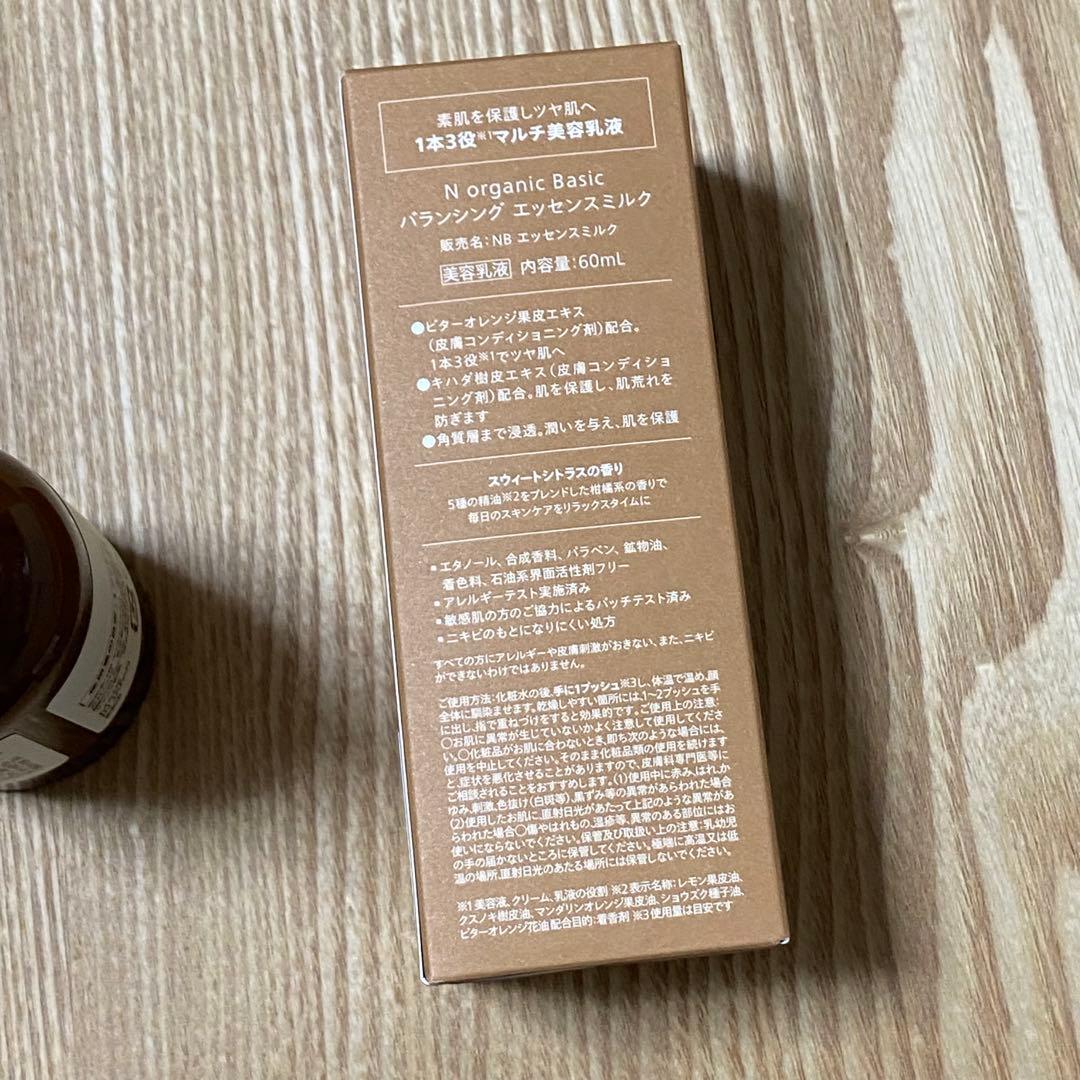 素肌を保護しツヤ肌へ
1本3役※1マルチ美容乳液
N organic Basic
バランシング エッセンスミルク
販売名:NB エッセンスミルク
美容乳液 内容量:60mL
●ビターオレンジ果皮エキス
(皮膚コンディショニング剤)配合。
1本3役※1でツヤ肌へ
●キハダ樹皮エキス(皮膚コンディショ
ニング剤)配合。肌を保護し、肌荒れを
防ぎます
●角質層まで浸透。潤いを与え、肌を保護
スウィートシトラスの香り
5種の精油※2をブレンドした柑橘系の香りで
毎日のスキンケアをリラックスタイムに
▪エタノール、合成香料、パラベン、鉱物油、
着色料、石油系界面活性剤フリー
▪アレルギーテスト実施済み
▪敏感肌の方のご協力によるパッチテスト済み
▪ニキビのもとになりにくい処方
すべての方にアレルギーや皮膚刺激がおきない、また、ニキビ
ができないわけではありません。
ご使用方法:化粧水の後、手に1プッシュ※3し、体温で温め、顔
全体に馴染ませます。乾燥しやすい箇所には、1~2プッシュを手
に出し、指で重ねづけをすると効果的です。ご使用上の注意:
○お肌に異常が生じていないかよく注意して使用してくださ
い。○化粧品がお肌に合わないとき、即ち次のような場合には、
使用を中止してください。そのまま化粧品類の使用を続けます
と、症状を悪化させることがありますので、皮膚科専門医等に
ご相談されることをおすすめします。(1)使用中に赤み、はれ、か
ゆみ、刺激、色抜け(白斑等)、黒ずみ等の異常があらわれた場合
(2)使用したお肌に、直射日光があたって上記のような異常があ
らわれた場合○傷やはれもの、湿疹等、異常のある部位にはお
使いにならないでください。保管及び取扱い上の注意:乳幼児
の手の届かないところに保管してください。極端に高温又は低
温の場所、直射日光のあたる場所には保管しないでください。
※1 美容液、クリーム、乳液の役割 ※2 表示名称:レモン果皮油、
クスノキ樹皮油、マンダリンオレンジ果皮油、ショウズク種子油、
ビターオレンジ花油 配合目的:着香剤 ※3 使用量は目安です